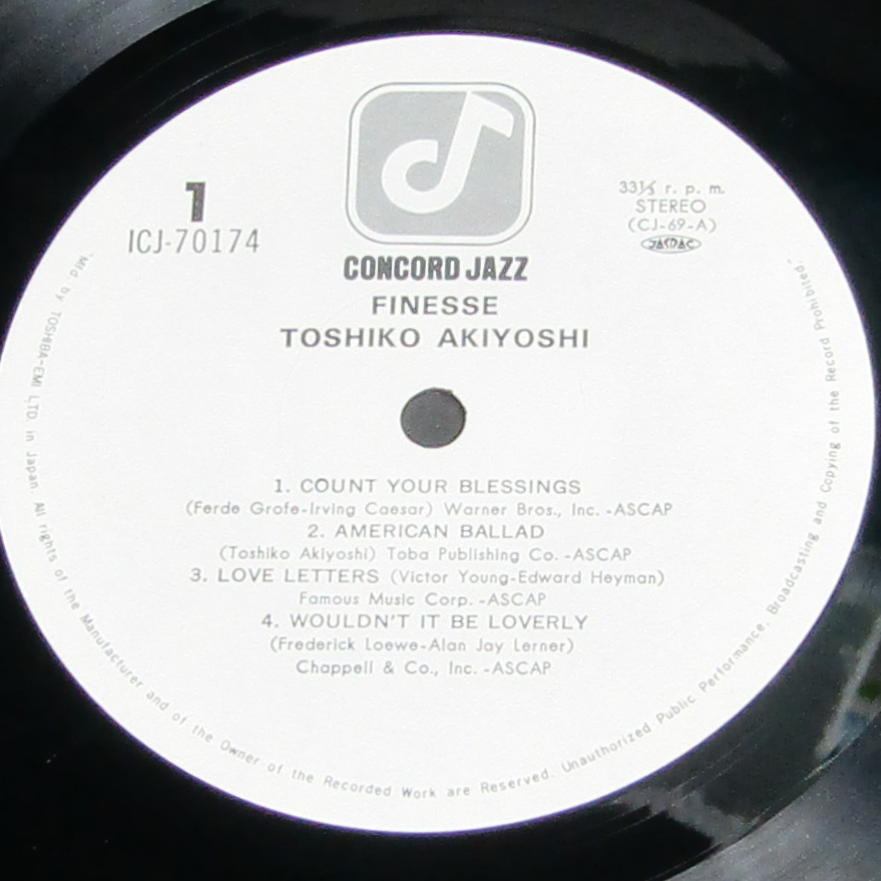 1
ICJ-70174
33⅓ r. p. m.
STEREO
(CJ-69-A)
JASRAC
CONCORD JAZZ
FINESSE
TOSHIKO AKIYOSHI
1. COUNT YOUR BLESSINGS
(Ferde Grofe-Irving Caesar) Warner Bros., Inc. -ASCAP
2. AMERICAN BALLAD
(Toshiko Akiyoshi) Toba Publishing Co. -ASCAP
3. LOVE LETTERS (Victor Young-Edward Heyman)
Famous Music Corp. -ASCAP
4. WOULDN'T IT BE LOVERLY
(Frederick Loewe-Alan Jay Lerner)
Chappell & Co., Inc. -ASCAP
"Mfd by TOSHIBA-EMI LTD. in Japan. All rights of the Manufacturer and of the Owner of the Recorded Work are Reserved. Unauthorized Public Performance, Broadcasting and Copying of the Record Prohibited."